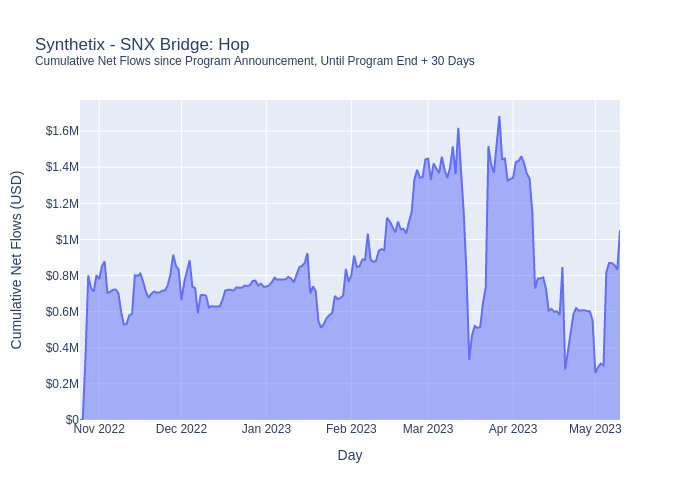 Synthetix - SNX Bridge: Hop
Cumulative Net Flows since Program Announcement, Until Program End + 30 Days
Cumulative Net Flows (USD)
$1.6M
$1.4M
$1.2M
$1M
$0.8M
$0.6M
$0.4M
$0.2M
$0
Nov 2022 Dec 2022 Jan 2023 Feb 2023 Mar 2023 Apr 2023 May 2023
Day